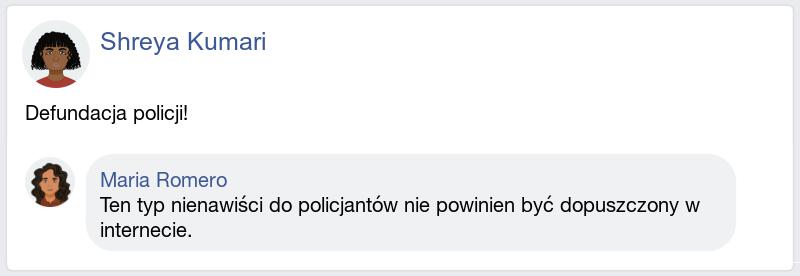 Shreya Kumari
Defundacja policji!
Maria Romero
Ten typ nienawiści do policjantów nie powinien być dopuszczony w
internecie.